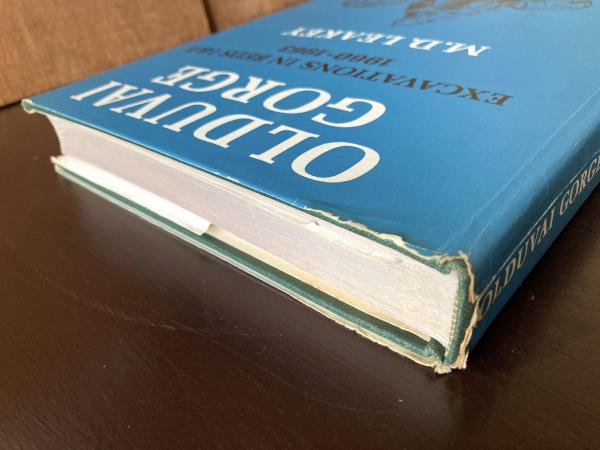 OLDUVAI
GORGE
EXCAVATIONS IN BEDS I & II
1960-1963
M.D. LEAKEY
OLDUVAI GORGE